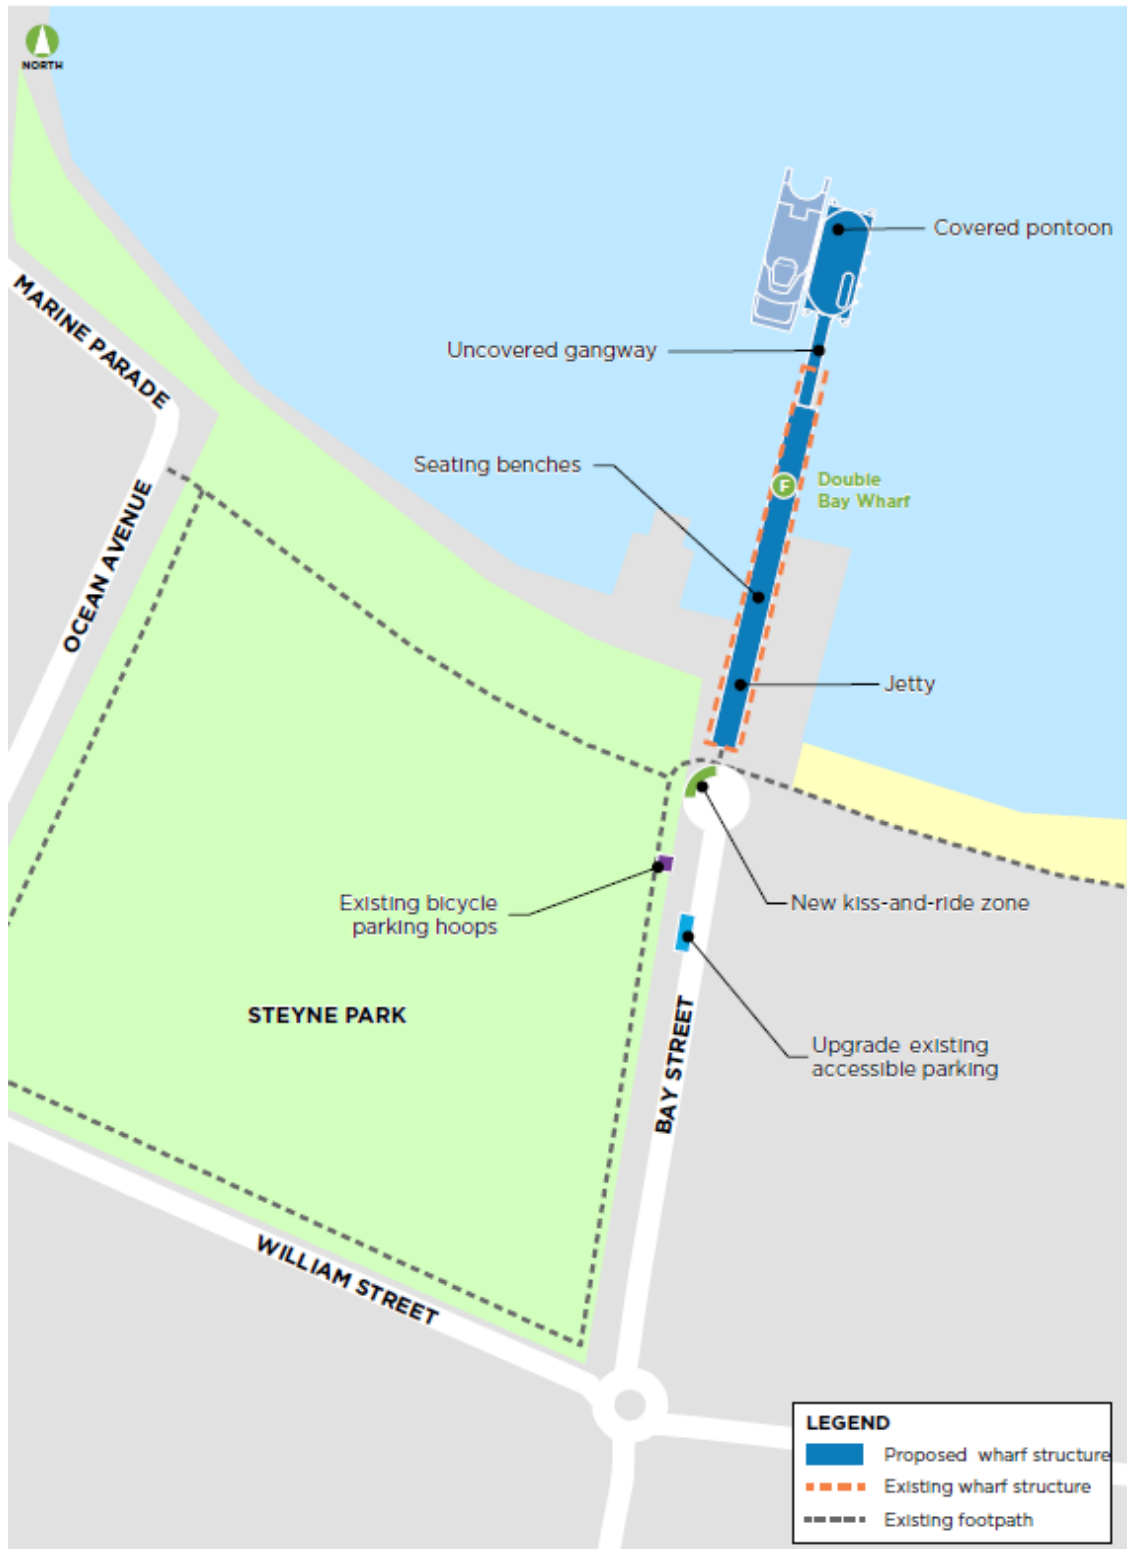 NORTH
Covered pontoon
MARINE PARADE
Uncovered gangway
Seating benches
F
Double
Bay Wharf
OCEAN AVENUE
Jetty
Existing bicycle
parking hoops
New kiss-and-ride zone
STEYNE PARK
BAY STREET
Upgrade existing
accessible parking
WILLIAM STREET
LEGEND
Proposed wharf structure
Existing wharf structure
Existing footpath